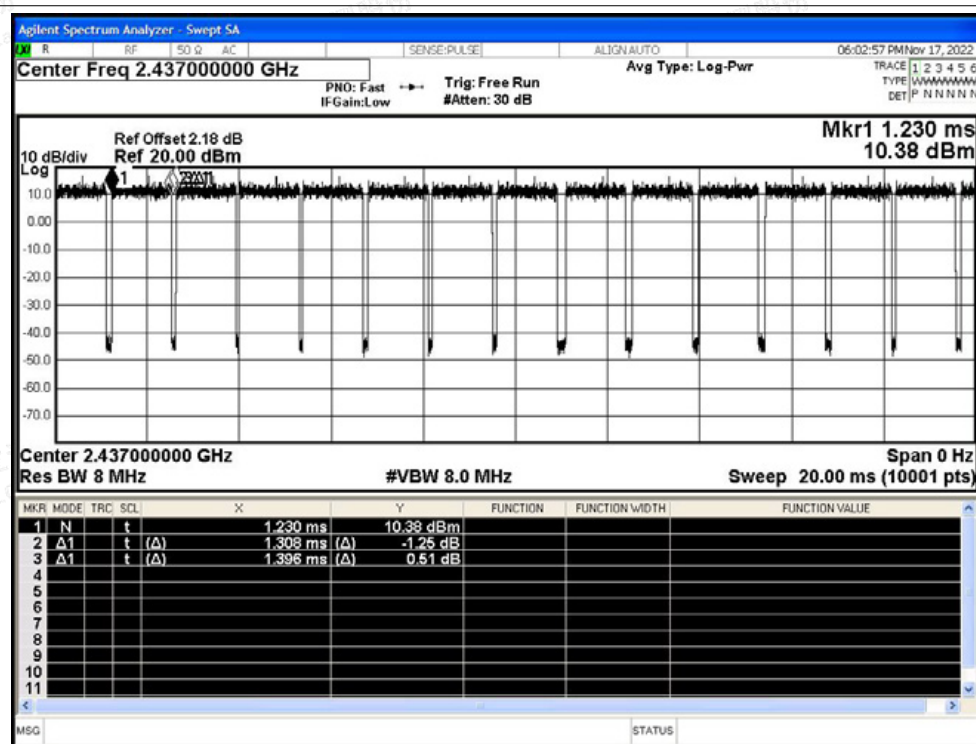 Agilent Spectrum Analyzer - Swept SA
R RF 50 Ω AC SENSE:PULSE ALIGN AUTO 06:02:57 PM Nov 17, 2022
Center Freq 2.437000000 GHz
PNO: Fast
IFGain:Low
Trig: Free Run
#Atten: 30 dB
Avg Type: Log-Pwr
TRACE 1 2 3 4 5 6
TYPE
DET P N N N N N
Mkr1 1.230 ms
10.38 dBm
Ref Offset 2.18 dB
10 dB/div Ref 20.00 dBm
Log
1
10.0
0.00
-10.0
-20.0
-30.0
-40.0
-50.0
-60.0
-70.0
Center 2.437000000 GHz Span 0 Hz
Res BW 8 MHz #VBW 8.0 MHz Sweep 20.00 ms (10001 pts)
MKR MODE TRC SCL X Y FUNCTION FUNCTION WIDTH FUNCTION VALUE
1 N t 1.230 ms 10.38 dBm
2 Δ1 t (Δ) 1.308 ms (Δ) -1.25 dB
3 Δ1 t (Δ) 1.396 ms (Δ) 0.51 dB
4
5
6
7
8
9
10
11
MSG STATUS